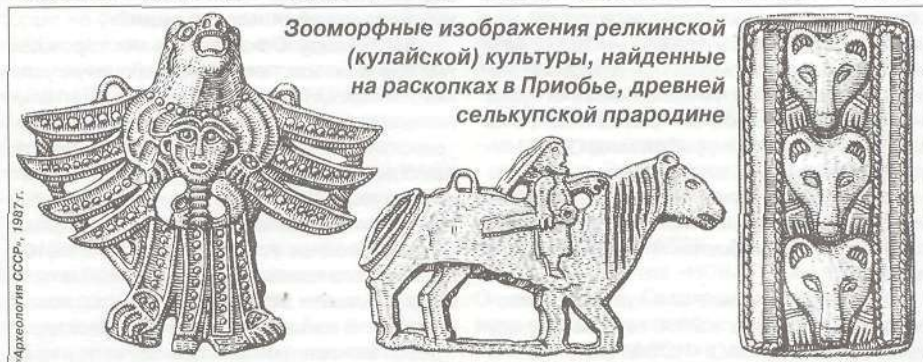 Зооморфные изображения релкинской
(кулайской) культуры, найденные
на раскопках в Приобье, древней
селькупской прародине
«Археология СССР», 1987 г.